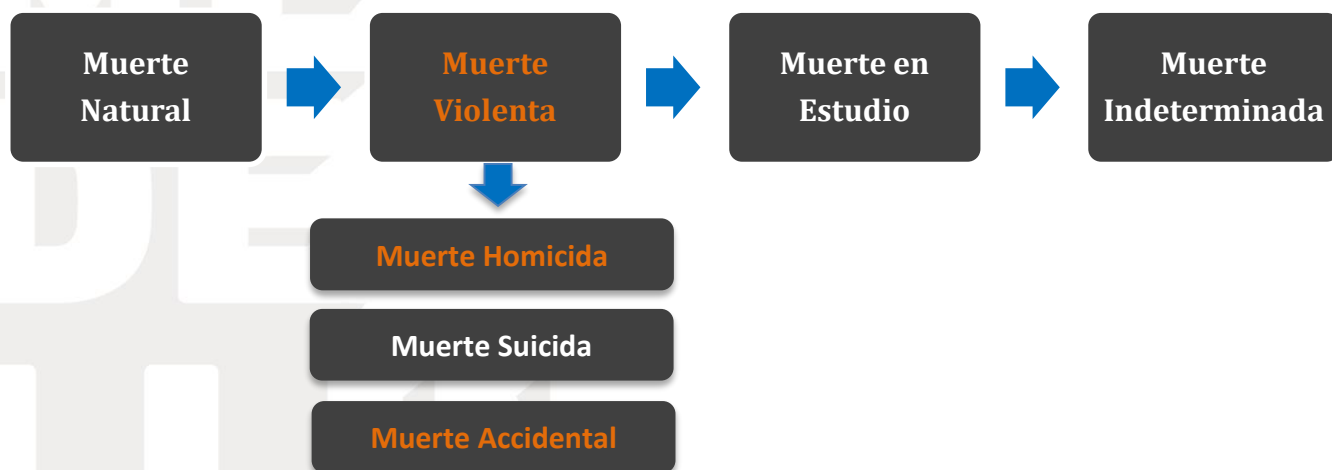 Muerte
Natural
Muerte
Violenta
Muerte en
Estudio
Muerte
Indeterminada
Muerte Homicida
Muerte Suicida
Muerte Accidental